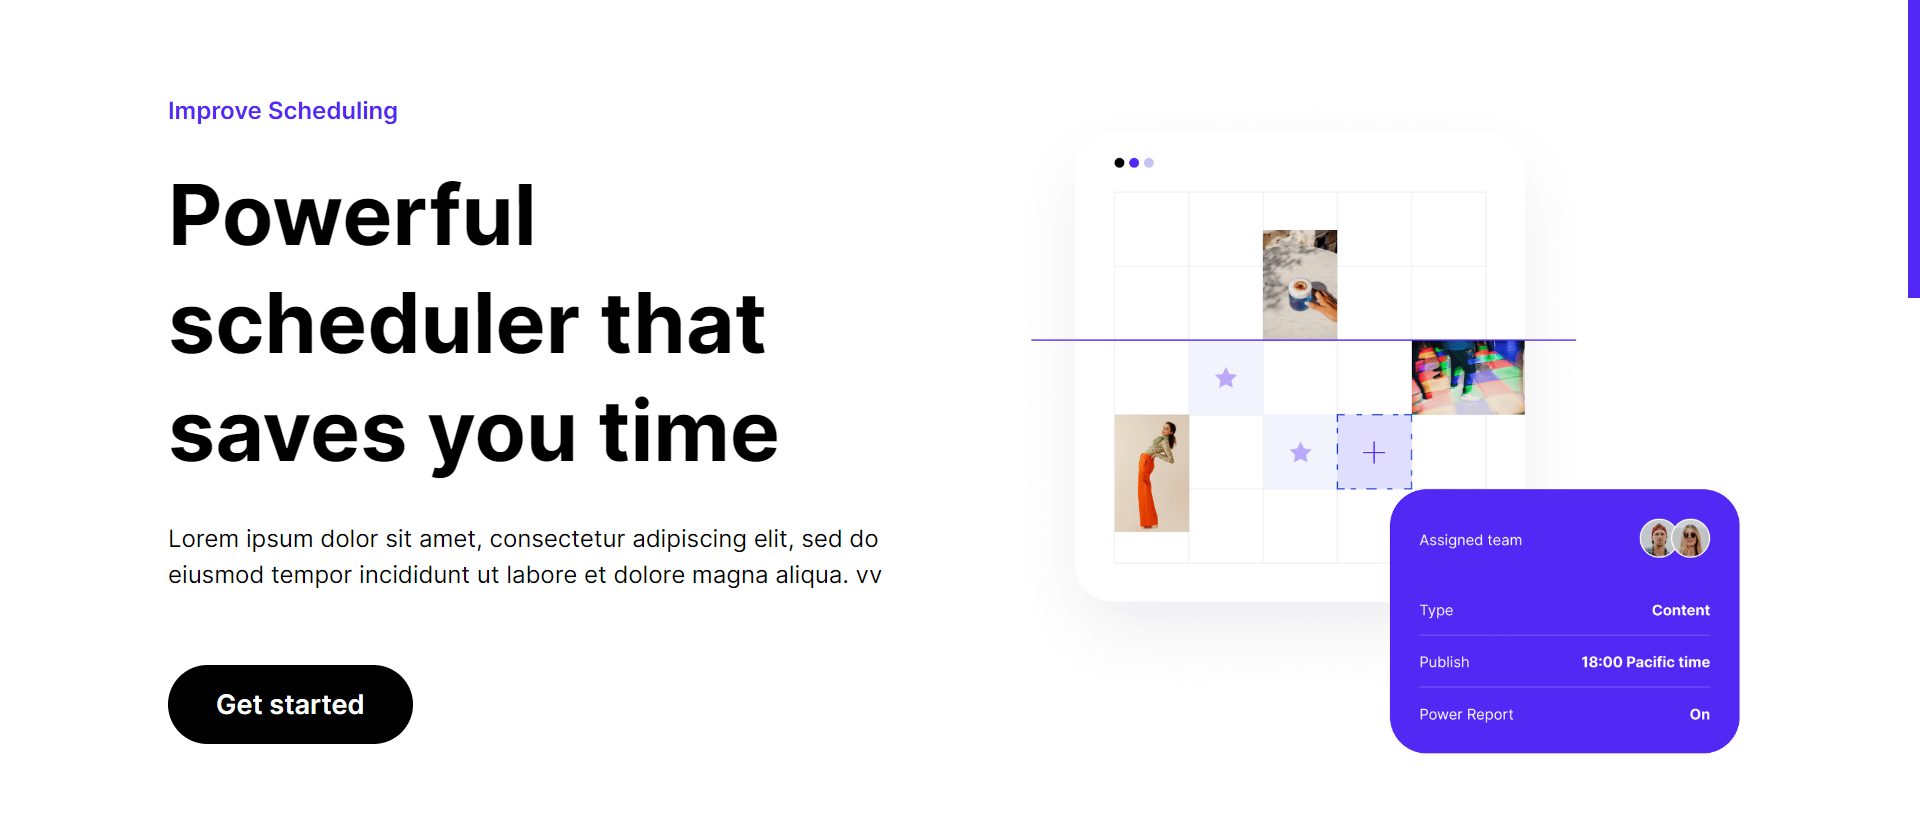 Improve Scheduling
Powerful
scheduler that
saves you time
Lorem ipsum dolor sit amet, consectetur adipiscing elit, sed do
eiusmod tempor incididunt ut labore et dolore magna aliqua. vv
Get started
Assigned team
Type Content
Publish 18:00 Pacific time
Power Report On